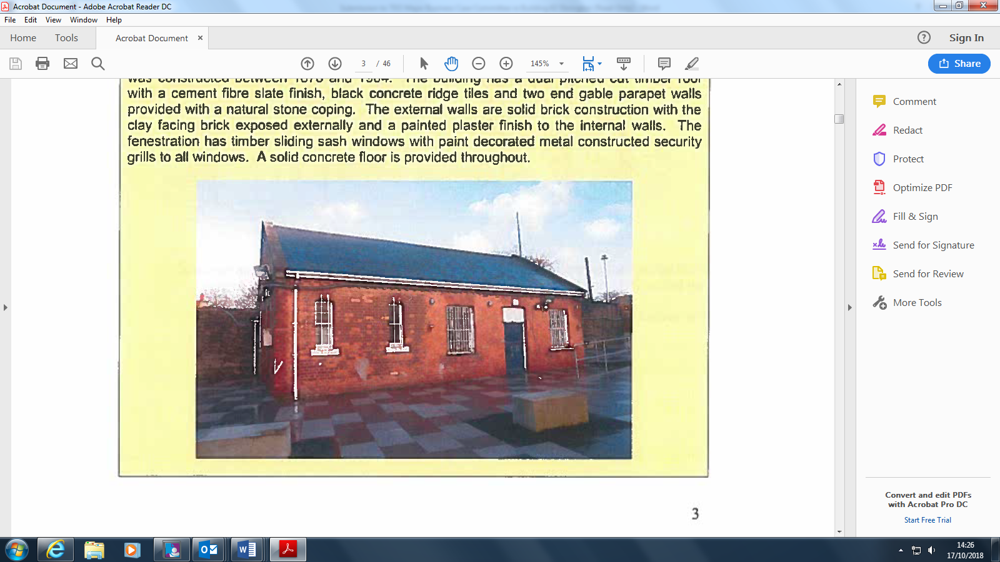 Acrobat Document - Adobe Acrobat Reader DC
File Edit View Window Help
Home Tools Acrobat Document × ? Sign In
3 / 46 145% Share
was constructed between and The building has a dual pitched cut timber roof
with a cement fibre slate finish, black concrete ridge tiles and two end gable parapet walls
provided with a natural stone coping. The external walls are solid brick construction with the
clay facing brick exposed externally and a painted plaster finish to the internal walls. The
fenestration has timber sliding sash windows with paint decorated metal constructed security
grills to all windows. A solid concrete floor is provided throughout.
3
Comment
Redact
Protect
Optimize PDF
Fill & Sign
Send for Signature
Send for Review
More Tools
Convert and edit PDFs
with Acrobat Pro DC
Start Free Trial
14:26
17/10/2018